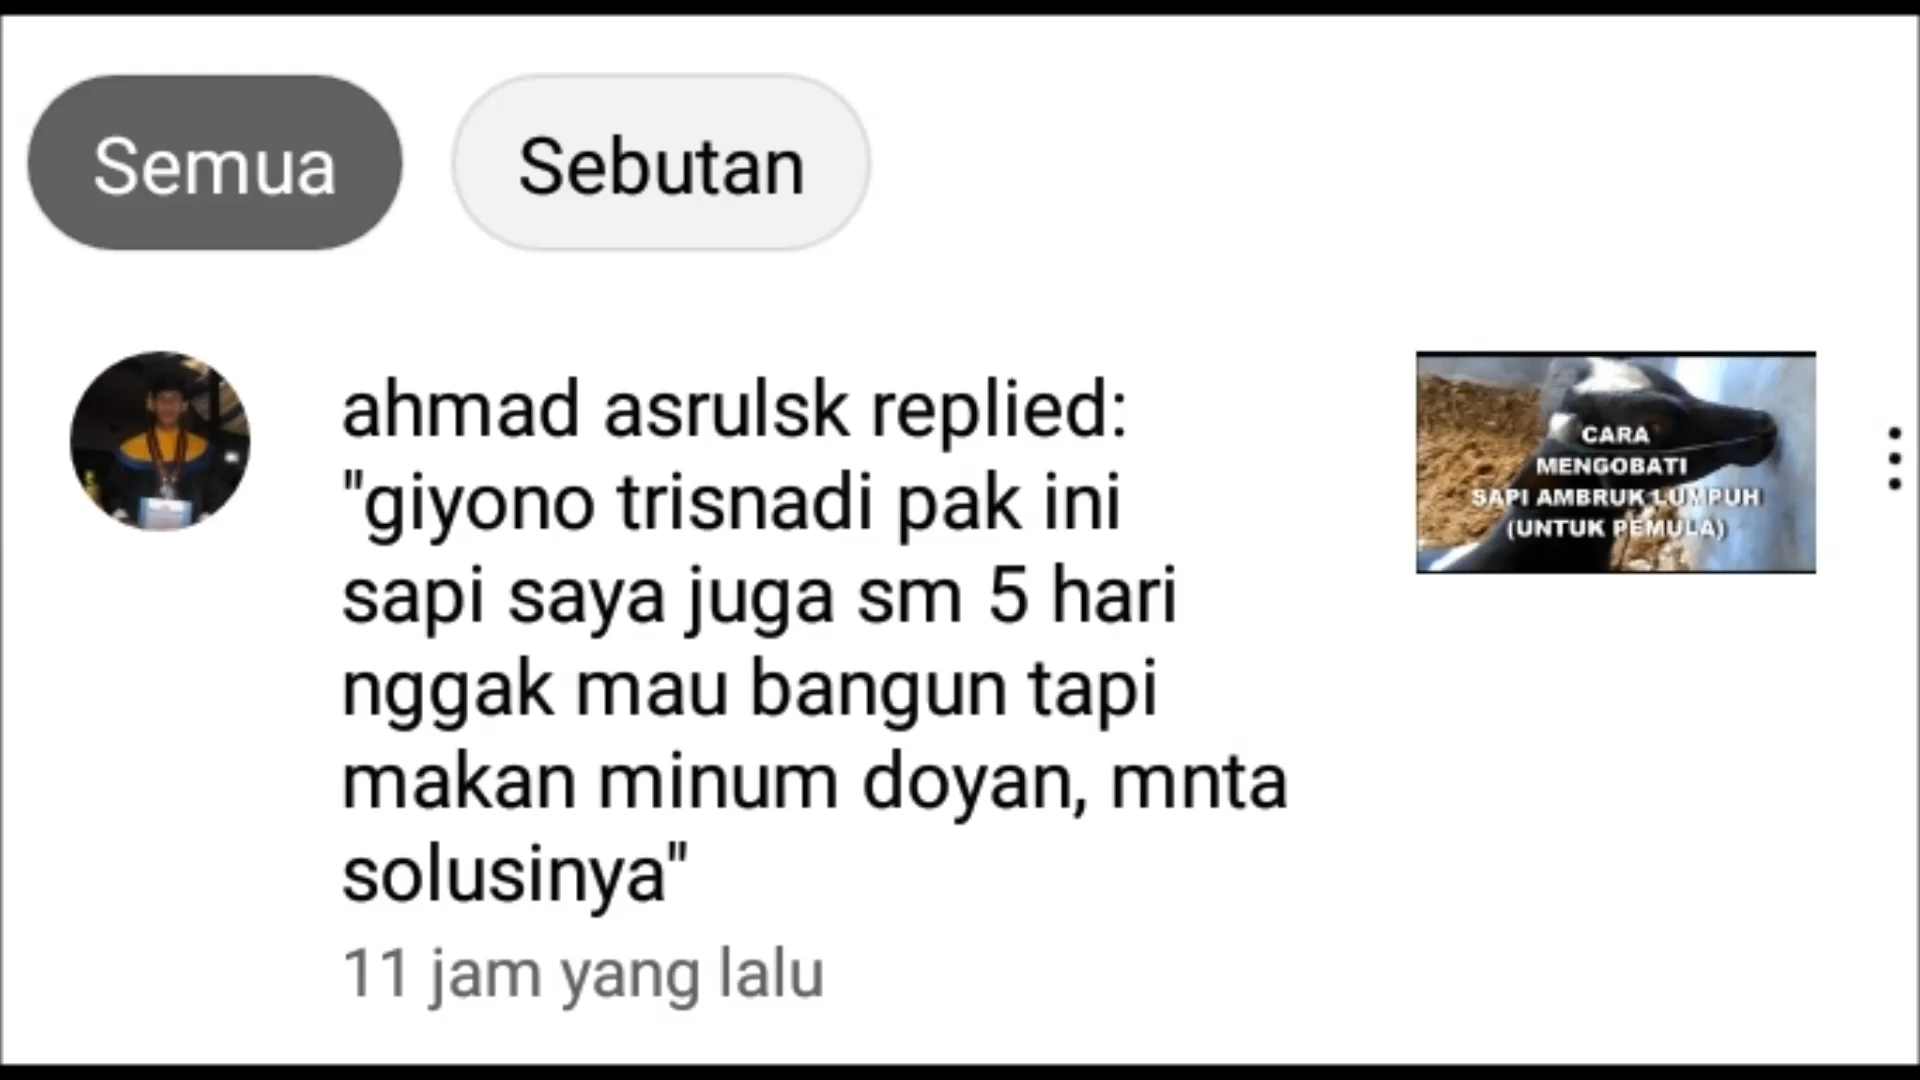 Semua
Sebutan
ahmad asrulsk replied:
"giyono trisnadi pak ini
sapi saya juga sm 5 hari
nggak mau bangun tapi
makan minum doyan, mnta
solusinya"
11 jam yang lalu
CARA
MENGOBATI
SAPI AMBRUK LUMPUH
(UNTUK PEMULA)